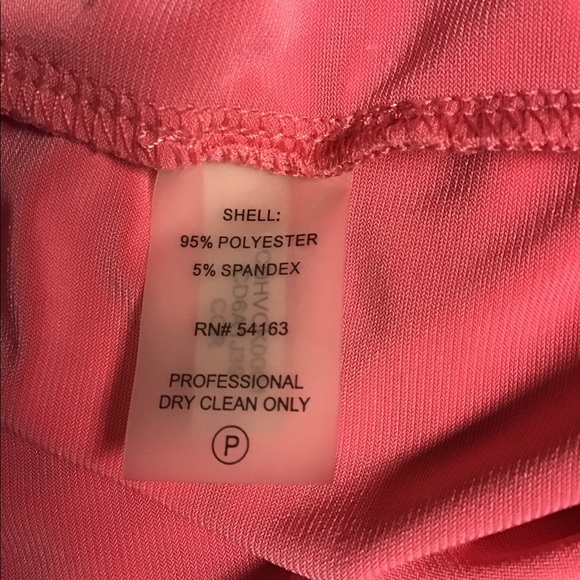 SHELL:
95% POLYESTER
5% SPANDEX
RN# 54163
PROFESSIONAL
DRY CLEAN ONLY
P